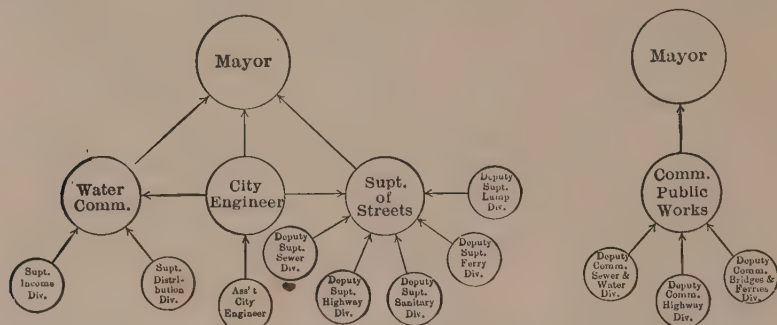 Mayor
Water
Comm.
City
Engineer
Supt.
of
Streets
Deputy
Supt.
Lamp
Div.
Supt.
Income
Div.
Supt.
Distri-
bution
Div.
Ass't
City
Engineer
Deputy
Supt.
Sewer
Div.
Deputy
Supt.
Highway
Div.
Deputy
Supt.
Sanitary
Div.
Deputy
Supt.
Ferry
Div.
Mayor
Comm.
Public
Works
Deputy
Comm.
Sewer &
Water Div.
Deputy
Comm.
Highway
Div.
Deputy
Comm.
Bridges &
Ferries
Div.